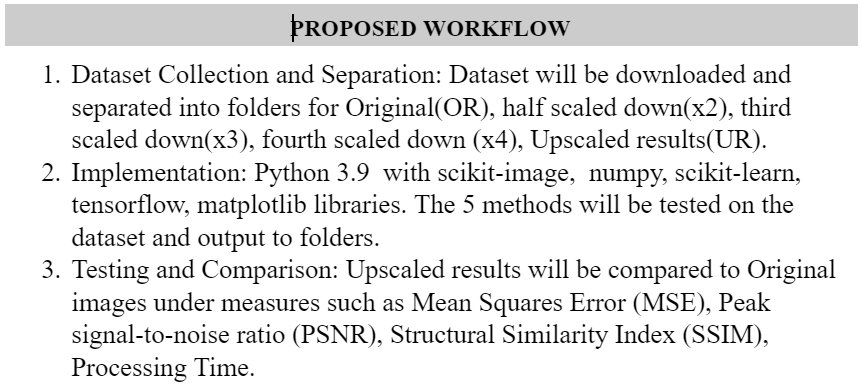 PROPOSED WORKFLOW
1. Dataset Collection and Separation: Dataset will be downloaded and
separated into folders for Original(OR), half scaled down(x2), third
scaled down(x3), fourth scaled down (x4), Upscaled results(UR).
2. Implementation: Python 3.9  with scikit-image,  numpy, scikit-learn,
tensorflow, matplotlib libraries. The 5 methods will be tested on the
dataset and output to folders.
3. Testing and Comparison: Upscaled results will be compared to Original
images under measures such as Mean Squares Error (MSE), Peak
signal-to-noise ratio (PSNR), Structural Similarity Index (SSIM),
Processing Time.